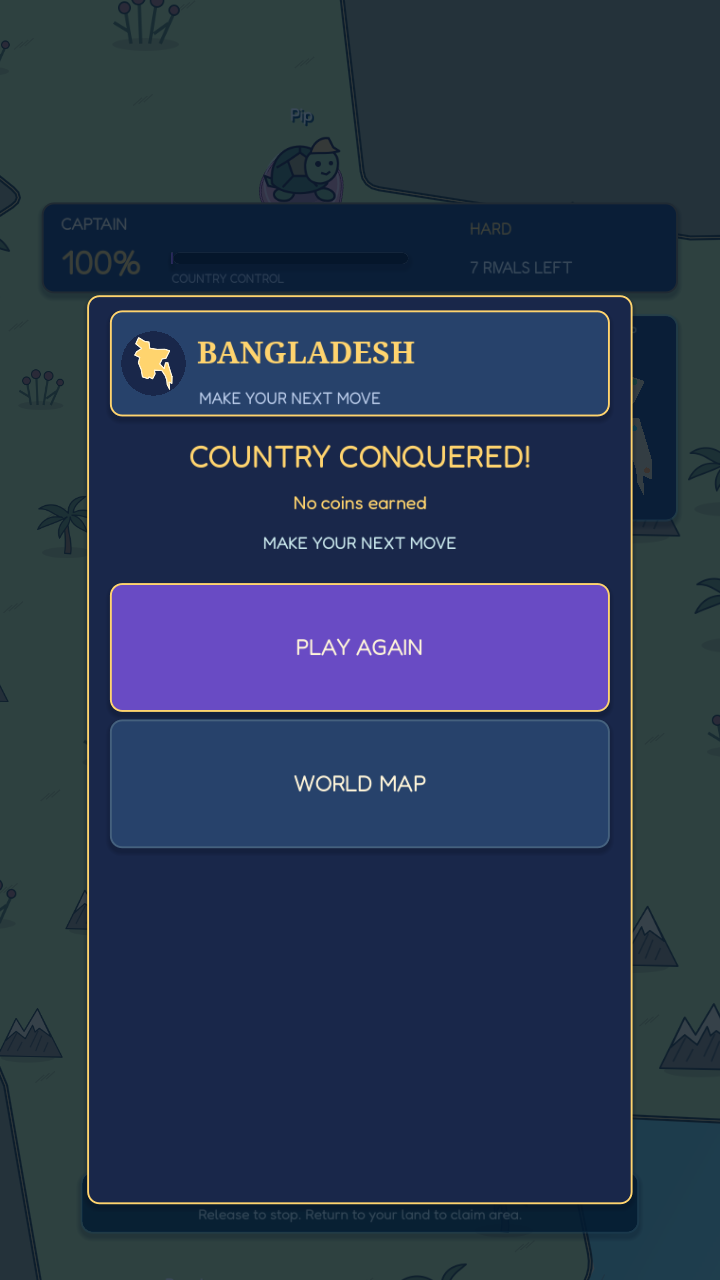 Pip
CAPTAIN
HARD
100%
COUNTRY CONTROL
7 RIVALS LEFT
BANGLADESH
MAKE YOUR NEXT MOVE
COUNTRY CONQUERED!
No coins earned
MAKE YOUR NEXT MOVE
PLAY AGAIN
WORLD MAP
Release to stop. Return to your land to claim area.